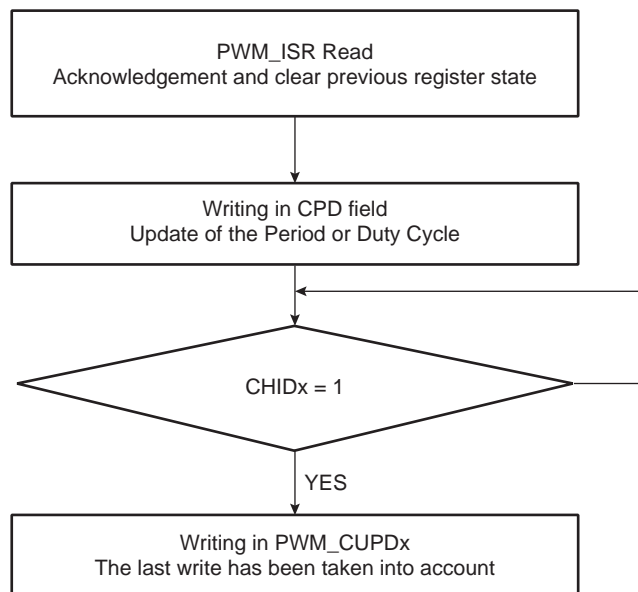 PWM_ISR Read
Acknowledgement and clear previous register state
Writing in CPD field
Update of the Period or Duty Cycle
CHIDx = 1
YES
Writing in PWM_CUPDx
The last write has been taken into account